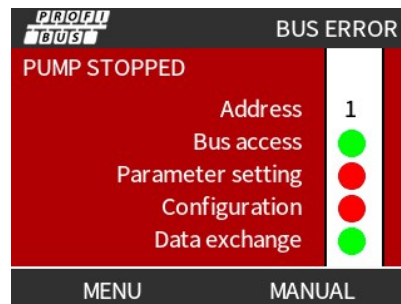 PROFI
BUS
BUS ERROR
PUMP STOPPED
Address 1
Bus access
Parameter setting
Configuration
Data exchange
MENU MANUAL